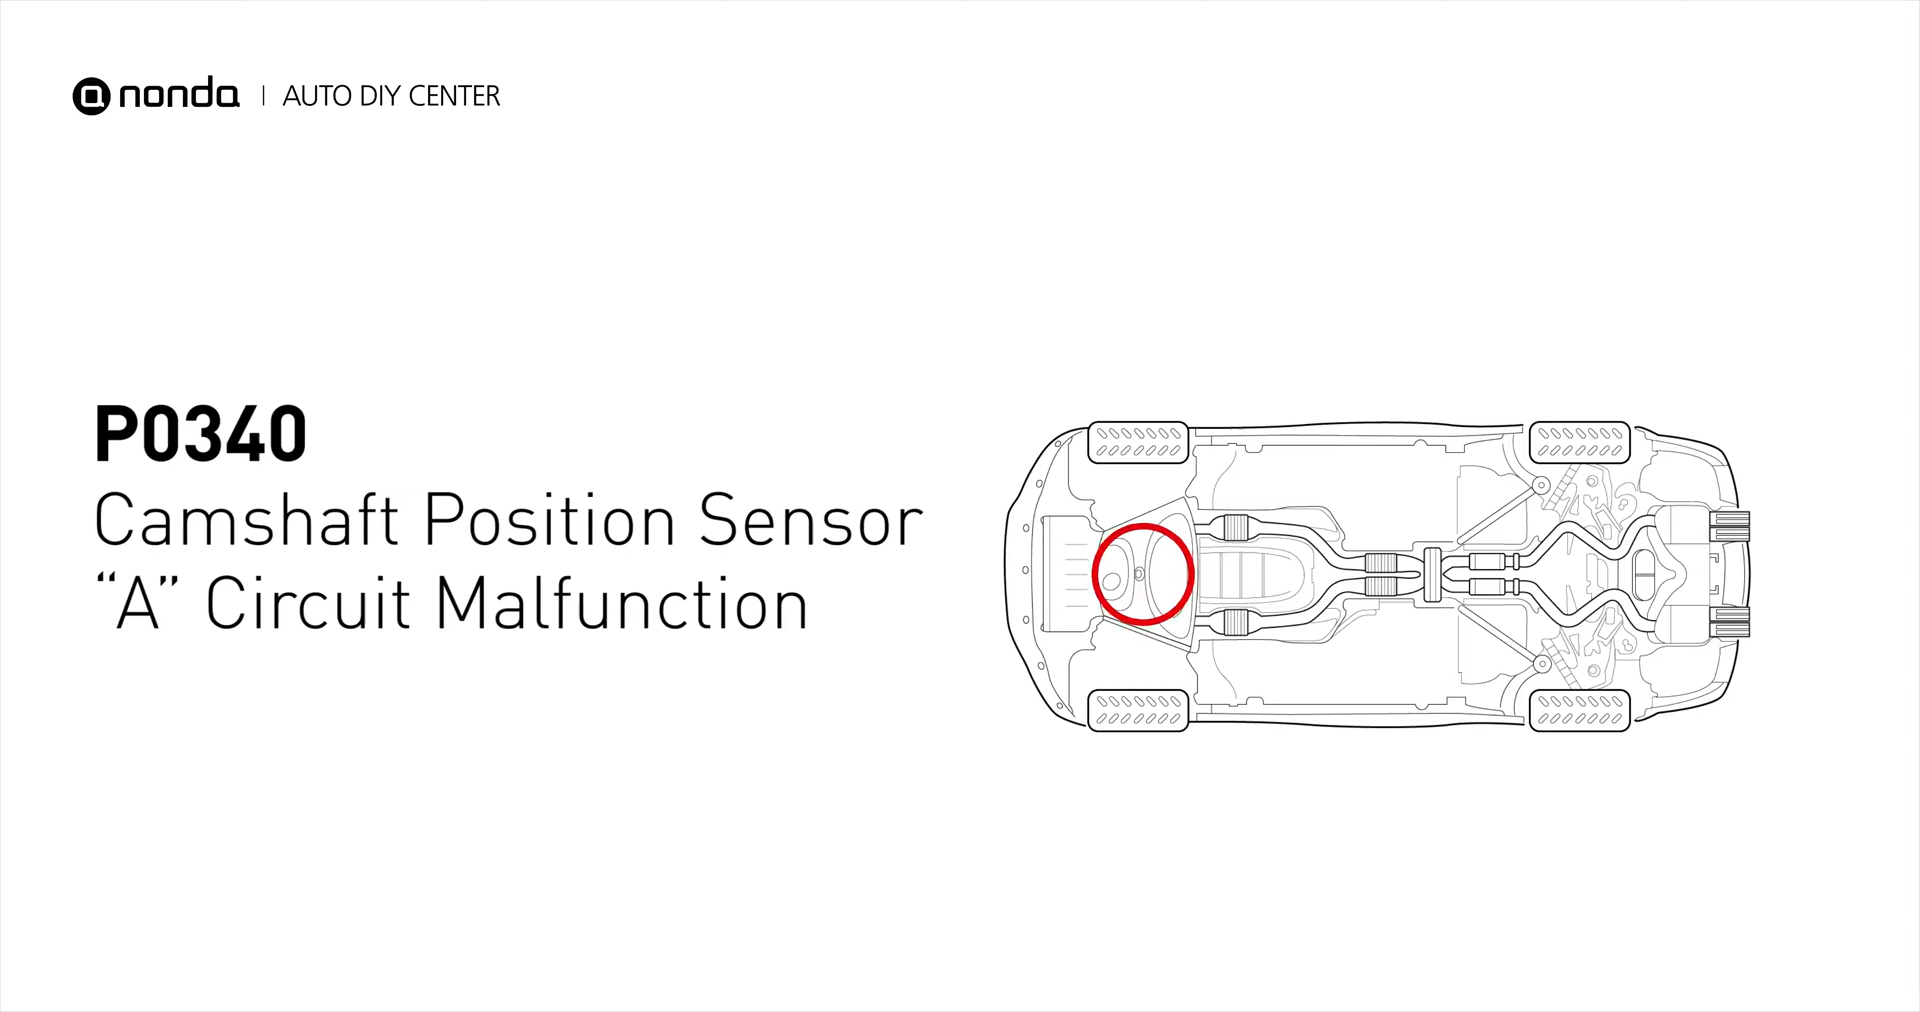 nonda | AUTO DIY CENTER
P0340
Camshaft Position Sensor
“A” Circuit Malfunction